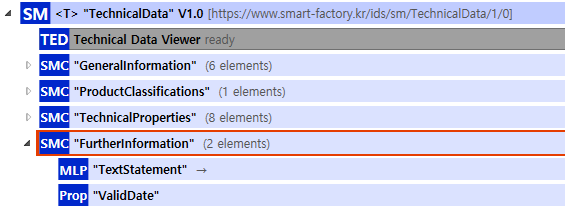 SM <T> "TechnicalData" V1.0 [https://www.smart-factory.kr/ids/sm/TechnicalData/1/0]
TED Technical Data Viewer ready
SMC "GeneralInformation" (6 elements)
SMC "ProductClassifications" (1 elements)
SMC "TechnicalProperties" (8 elements)
SMC "FurtherInformation" (2 elements)
MLP "TextStatement" →
Prop "ValidDate"